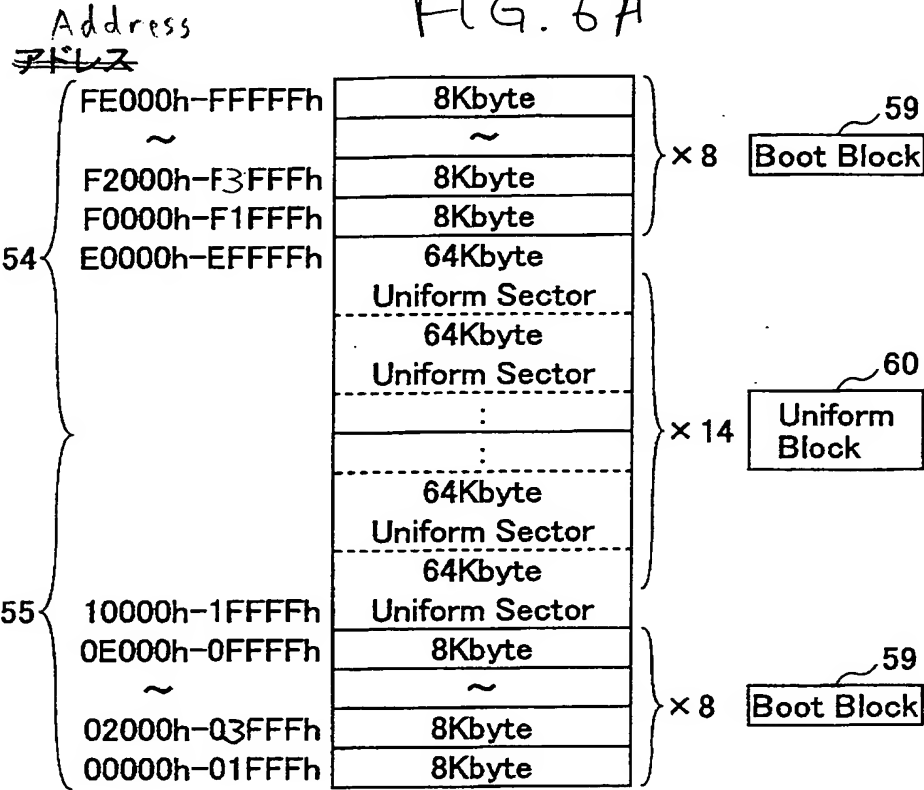 FIG. 6A
Address
アドレス
FE000h-FFFFFh 8Kbyte
~ ~
F2000h-F3FFFh 8Kbyte
F0000h-F1FFFh 8Kbyte
× 8 Boot Block 59
54
E0000h-EFFFFh 64Kbyte
Uniform Sector
64Kbyte
Uniform Sector
:
:
× 14 Uniform
Block 60
64Kbyte
Uniform Sector
64Kbyte
55 10000h-1FFFFh Uniform Sector
0E000h-0FFFFh 8Kbyte
~ ~
02000h-03FFFh 8Kbyte
00000h-01FFFh 8Kbyte
× 8 Boot Block 59